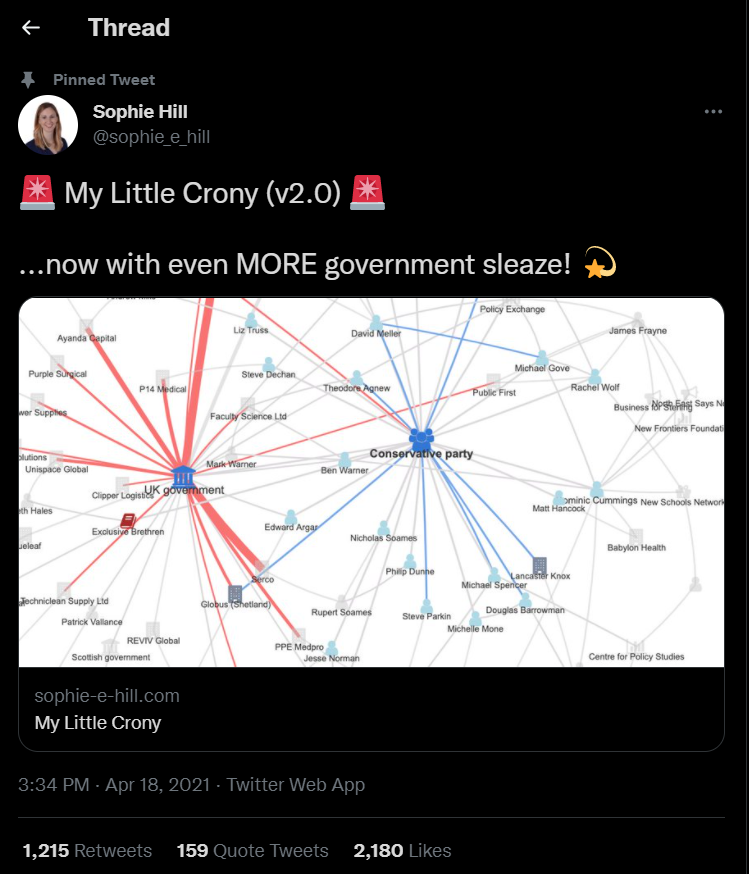 Thread
Pinned Tweet
Sophie Hill
@sophie_e_hill
🚨 My Little Crony (v2.0) 🚨
...now with even MORE government sleaze! 💫
Policy Exchange
Liz Truss
David Meller
James Frayne
Ayanda Capital
Michael Gove
Purple Surgical
Steve Dechan
Theodore Agnew
Rachel Wolf
P14 Medical
Public First
North East Says No
Business for Sterling
wer Supplies
Faculty Science Ltd
New Frontiers Foundati
Conservative party
olutions
Mark Warner
Unispace Global
Ben Warner
UK government
Clipper Logistics
ominic Cummings
New Schools Network
Matt Hancock
th Hales
Edward Argar
Exclusive Brethren
Nicholas Soames
ueleaf
Babylon Health
Philip Dunne
Lancaster Knox
Serco
Michael Spencer
Techniclean Supply Ltd
Globus (Shetland)
Rupert Soames
Douglas Barrowman
Steve Parkin
Patrick Vallance
Michelle Mone
REVIV Global
PPE Medpro
Scottish government
Jesse Norman
Centre for Policy Studies
sophie-e-hill.com
My Little Crony
3:34 PM · Apr 18, 2021 · Twitter Web App
1,215 Retweets 159 Quote Tweets 2,180 Likes